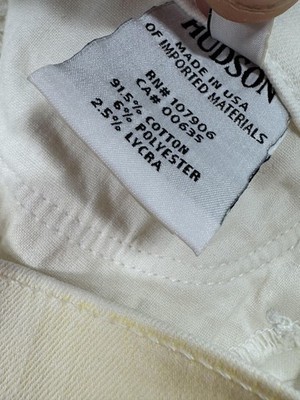 HUDSON
MADE IN USA
OF IMPORTED MATERIALS
RN# 107906
CA# 00635
91.5% COTTON
6% POLYESTER
2.5% LYCRA